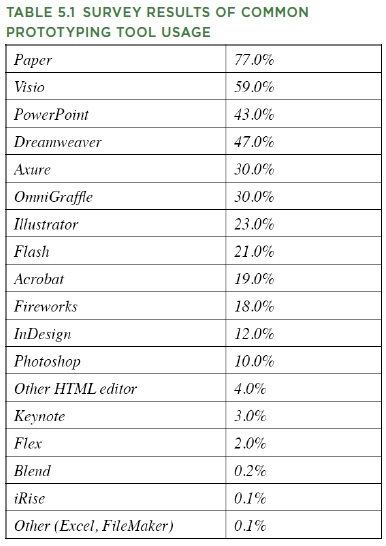 TABLE 5.1 SURVEY RESULTS OF COMMON
PROTOTYPING TOOL USAGE
Paper 77.0%
Visio 59.0%
PowerPoint 43.0%
Dreamweaver 47.0%
Axure 30.0%
OmniGraffle 30.0%
Illustrator 23.0%
Flash 21.0%
Acrobat 19.0%
Fireworks 18.0%
InDesign 12.0%
Photoshop 10.0%
Other HTML editor 4.0%
Keynote 3.0%
Flex 2.0%
Blend 0.2%
iRise 0.1%
Other (Excel, FileMaker) 0.1%